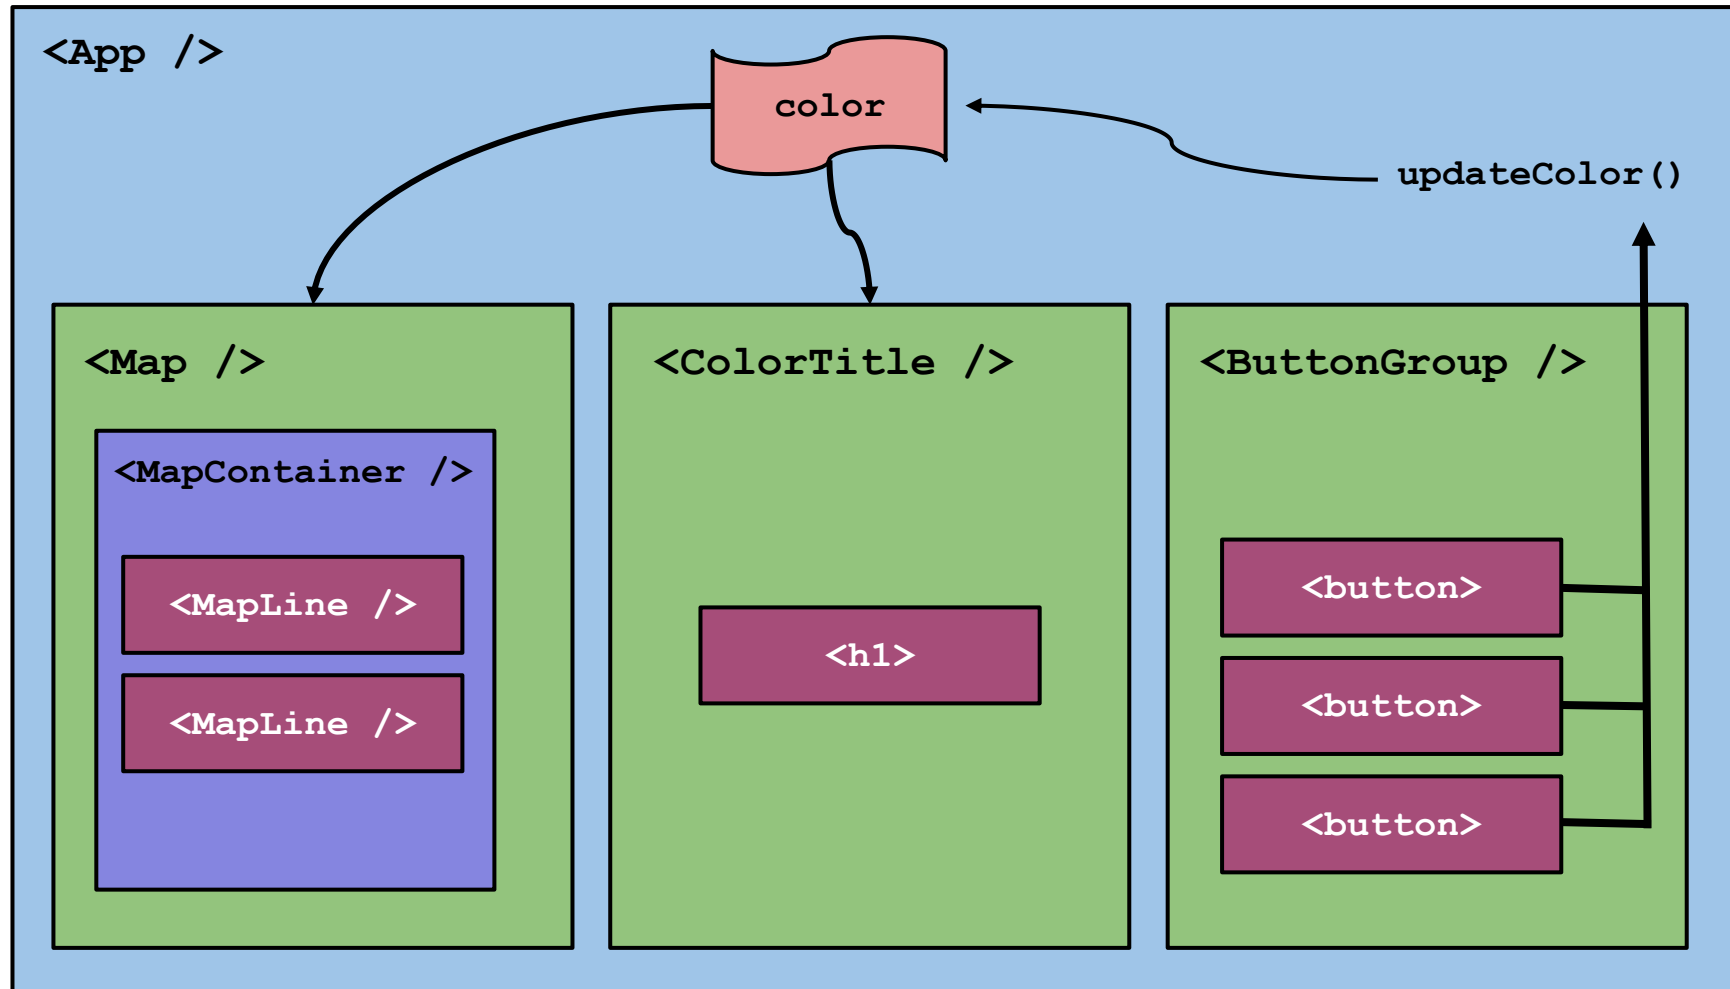 <App />
color
updateColor()
<Map />
<MapContainer />
<MapLine />
<MapLine />
<ColorTitle />
<h1>
<ButtonGroup />
<button>
<button>
<button>